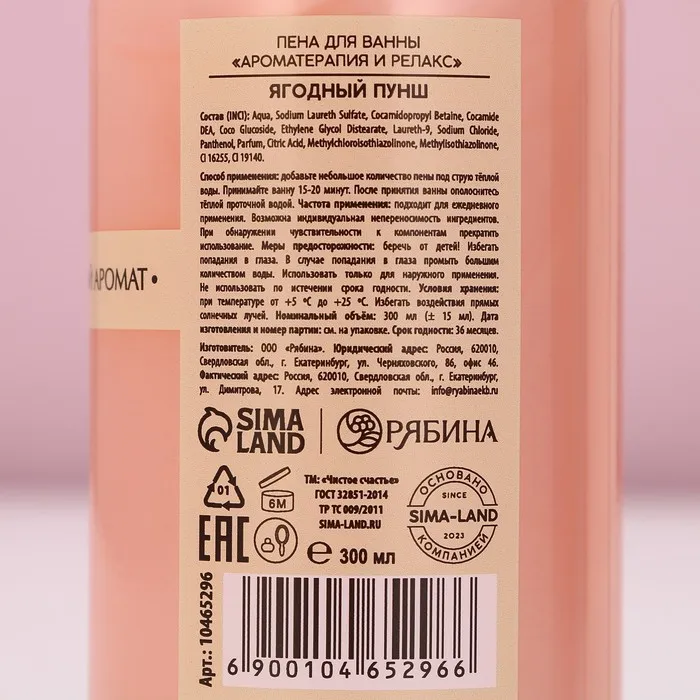 ПЕНА ДЛЯ ВАННЫ
«АРОМАТЕРАПИЯ И РЕЛАКС»
ЯГОДНЫЙ ПУНШ
Состав (INCI): Aqua, Sodium Laureth Sulfate, Cocamidopropyl Betaine, Cocamide
DEA, Coco Glucoside, Ethylene Glycol Distearate, Laureth-9, Sodium Chloride,
Panthenol, Parfum, Citric Acid, Methylchloroisothiazolinone, Methylisothiazolinone,
CI 16255, CI 19140.
Способ применения: добавьте небольшое количество пены под струю тёплой
воды. Принимайте ванну 15-20 минут. После принятия ванны ополоснитесь
тёплой проточной водой. Частота применения: подходит для ежедневного
применения. Возможна индивидуальная непереносимость ингредиентов.
При обнаружении чувствительности к компонентам прекратить
использование. Меры предосторожности: беречь от детей! Избегать
попадания в глаза. В случае попадания в глаза промыть большим
количеством воды. Использовать только для наружного применения.
Не использовать по истечении срока годности. Условия хранения:
при температуре от +5 °C до +25 °C. Избегать воздействия прямых
солнечных лучей. Номинальный объём: 300 мл (± 15 мл). Дата
изготовления и номер партии: см. на упаковке. Срок годности: 36 месяцев.
Изготовитель: ООО «Рябина». Юридический адрес: Россия, 620010,
Свердловская обл., г. Екатеринбург, ул. Черняховского, 86, офис 46.
Фактический адрес: Россия, 620010, Свердловская обл., г. Екатеринбург,
ул. Димитрова, 17. Адрес электронной почты: info@ryabinaekb.ru
АРОМАТ •
SIMA
LAND
РЯБИНА
01
6M
ТМ: «Чистое счастье»
ГОСТ 32851-2014
ТР ТС 009/2011
SIMA-LAND.RU
ОСНОВАНО
SINCE
SIMA-LAND
2023
КОМПАНИЕЙ
EAC
℮ 300 мл
Арт.: 10465296
6 900104 652966